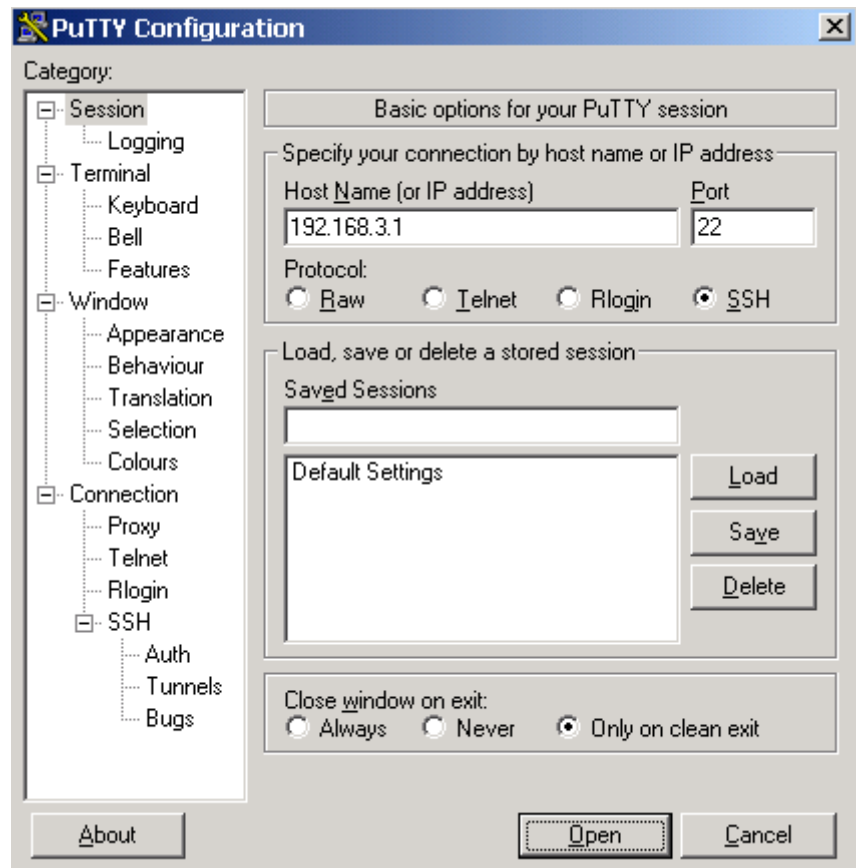 PuTTY Configuration
Category:
Session
Logging
Terminal
Keyboard
Bell
Features
Window
Appearance
Behaviour
Translation
Selection
Colours
Connection
Proxy
Telnet
Rlogin
SSH
Auth
Tunnels
Bugs
Basic options for your PuTTY session
Specify your connection by host name or IP address
Host Name (or IP address) Port
192.168.3.1 22
Protocol:
Raw Telnet Rlogin SSH
Load, save or delete a stored session
Saved Sessions
Default Settings
Load
Save
Delete
Close window on exit:
Always Never Only on clean exit
About Open Cancel